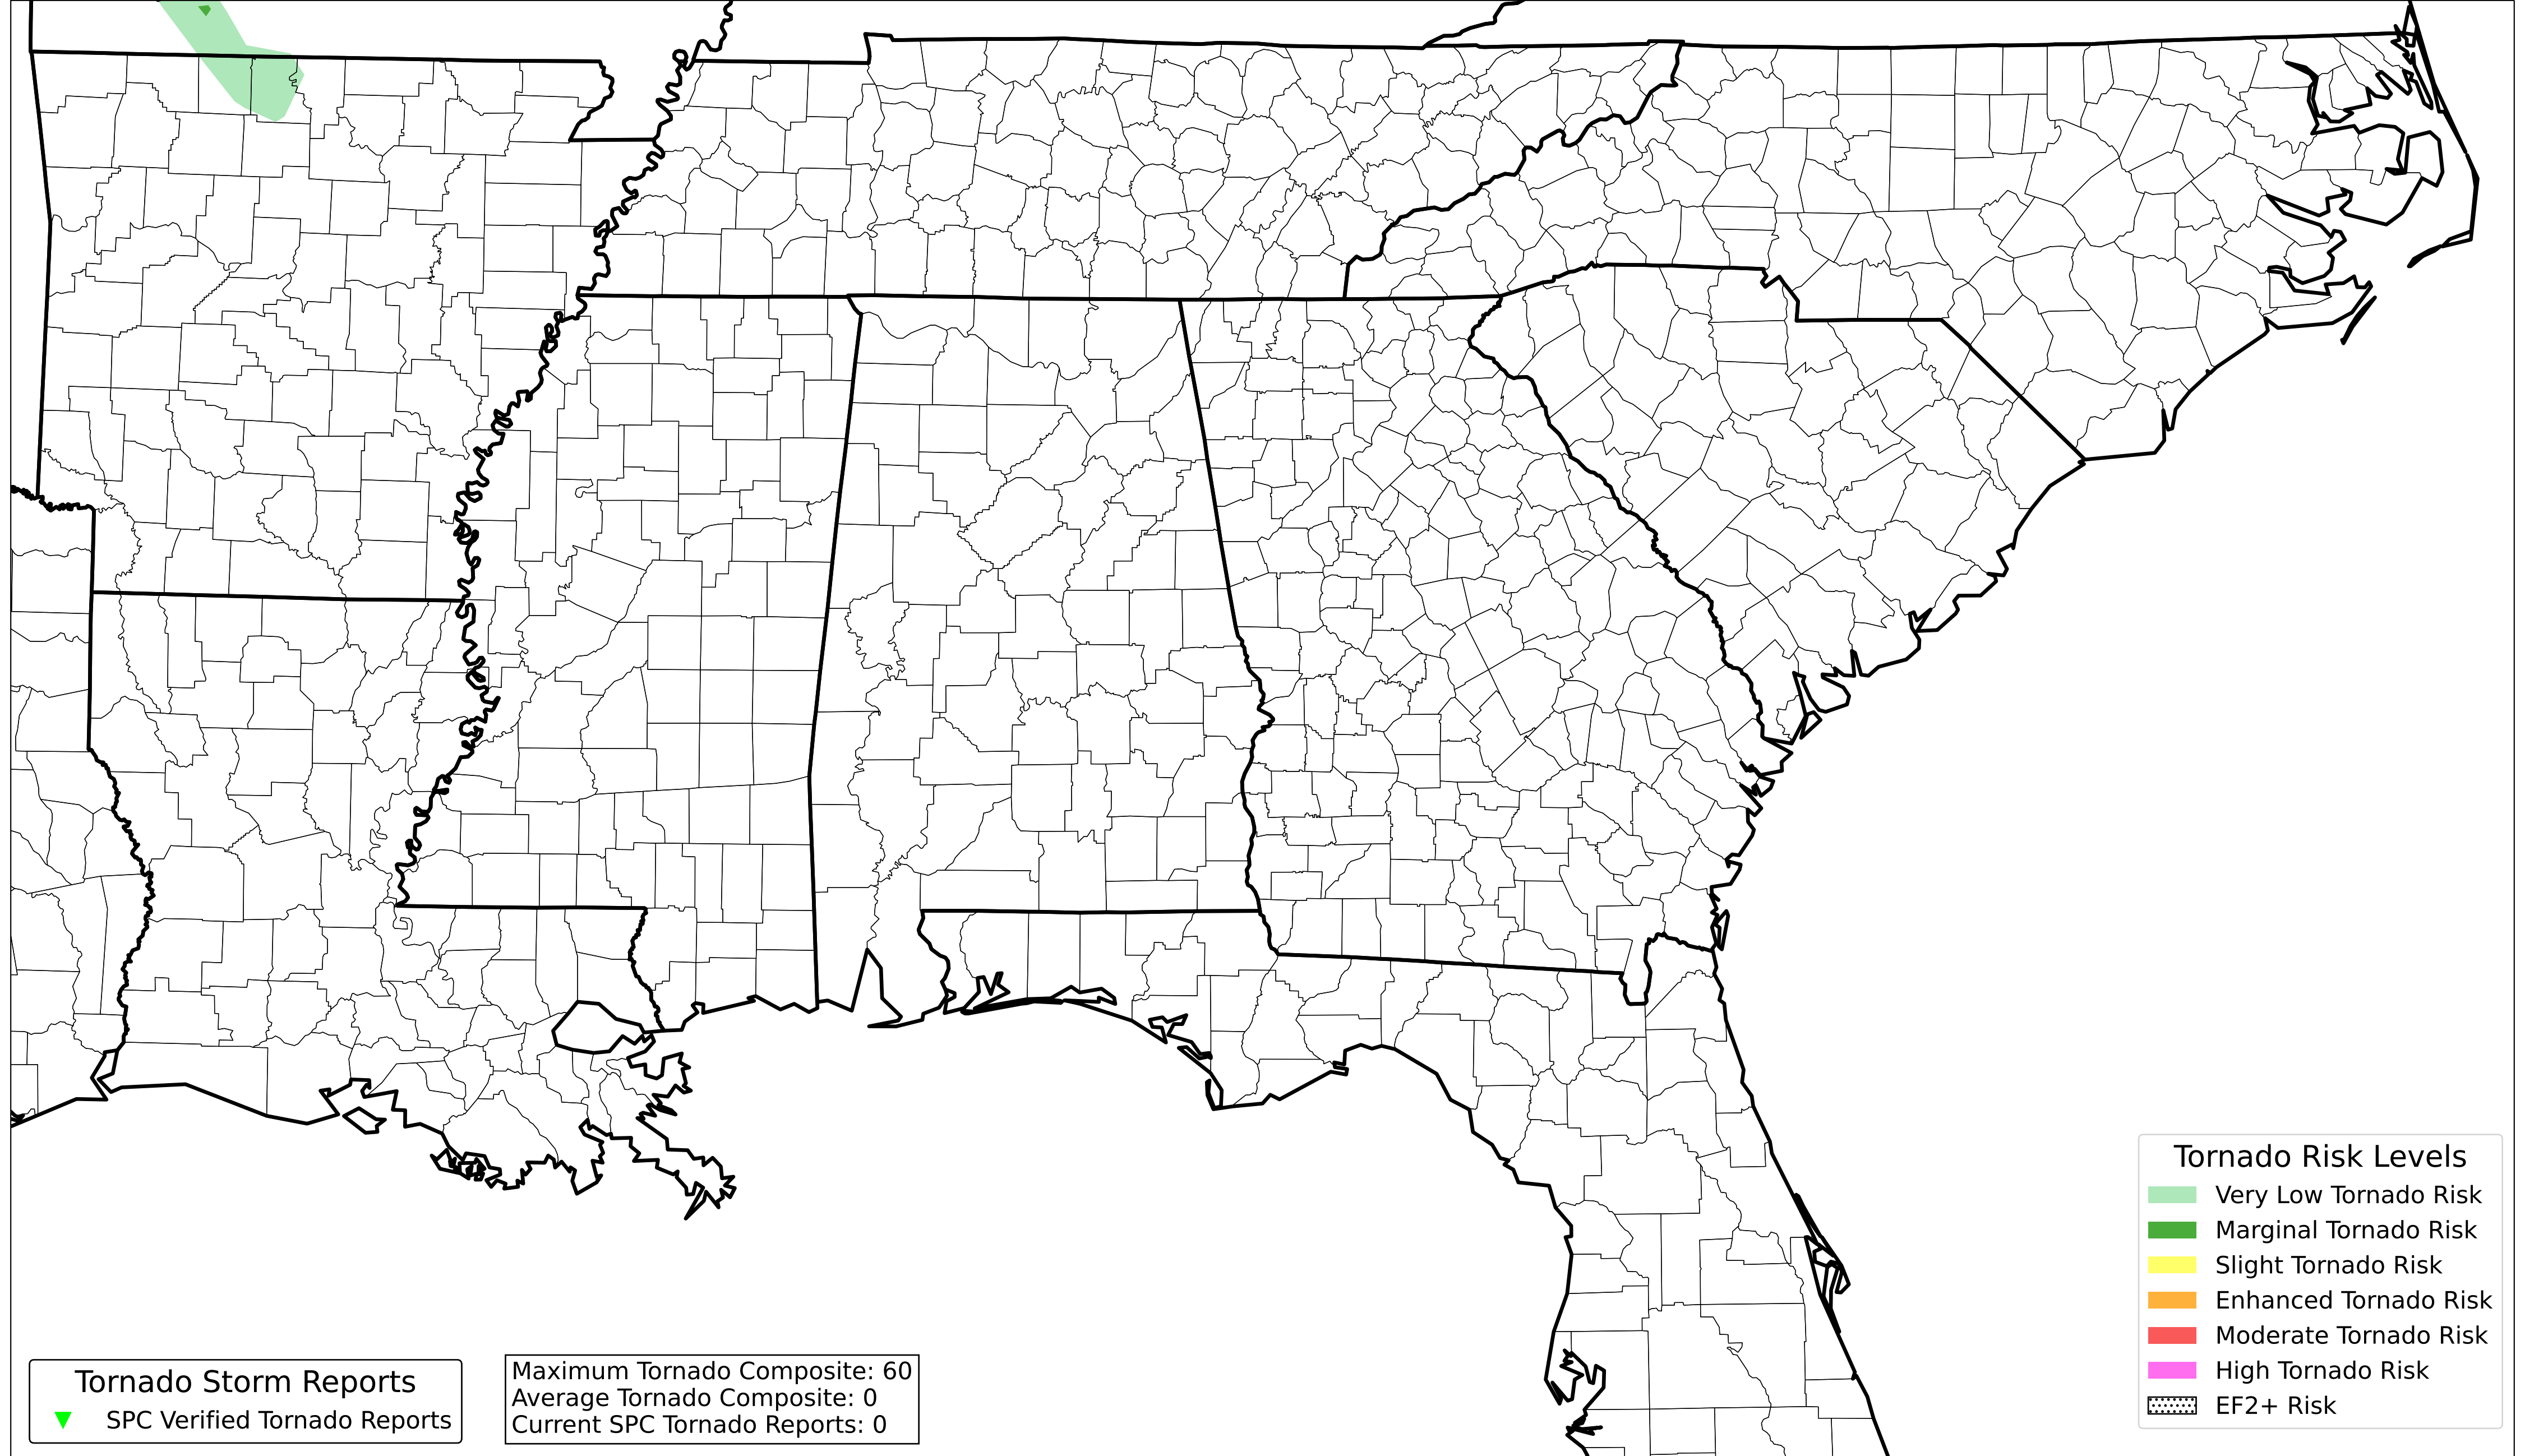 Tornado Risk Levels
Very Low Tornado Risk
Marginal Tornado Risk
Slight Tornado Risk
Enhanced Tornado Risk
Moderate Tornado Risk
High Tornado Risk
EF2+ Risk
Tornado Storm Reports
SPC Verified Tornado Reports
Maximum Tornado Composite: 60
Average Tornado Composite: 0
Current SPC Tornado Reports: 0